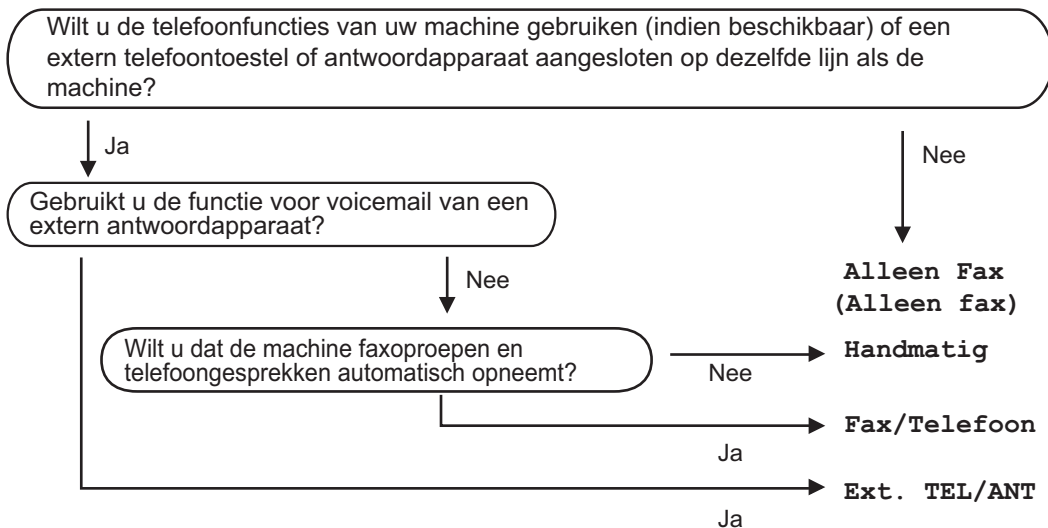 Wilt u de telefoonfuncties van uw machine gebruiken (indien beschikbaar) of een
extern telefoontoestel of antwoordapparaat aangesloten op dezelfde lijn als de
machine?
Ja
Nee
Gebruikt u de functie voor voicemail van een
extern antwoordapparaat?
Nee
Alleen Fax
(Alleen fax)
Wilt u dat de machine faxoproepen en
telefoongesprekken automatisch opneemt?
Nee
Handmatig
Ja
Fax/Telefoon
Ja
Ext. TEL/ANT